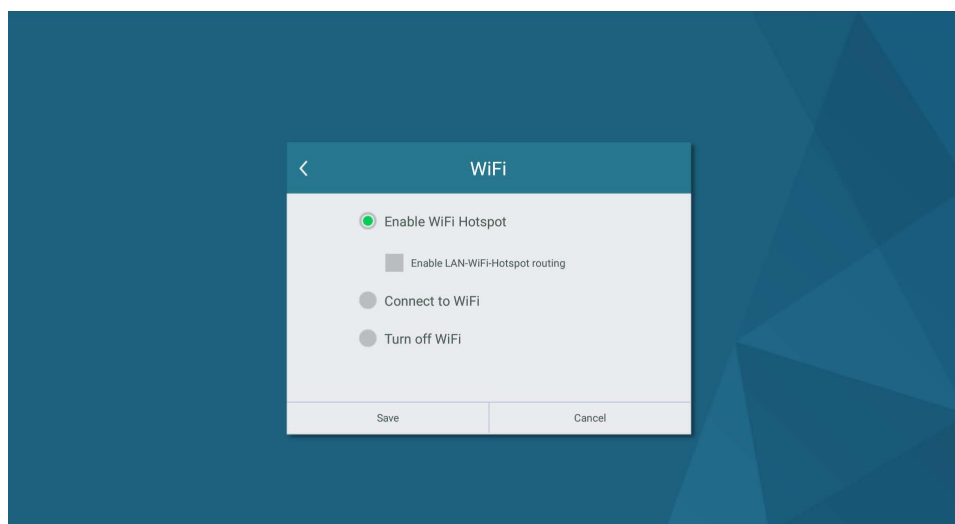 WiFi
Enable WiFi Hotspot
Enable LAN-WiFi-Hotspot routing
Connect to WiFi
Turn off WiFi
Save
Cancel